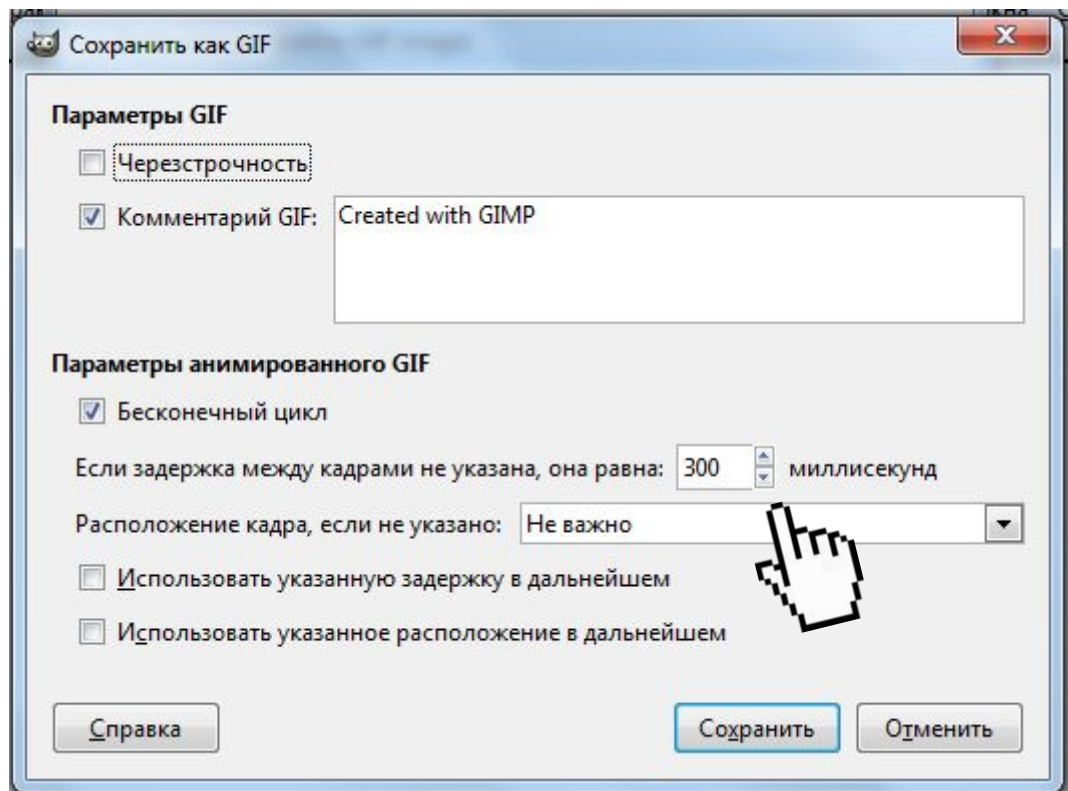 Сохранить как GIF
Параметры GIF
Черезстрочность
Комментарий GIF: Created with GIMP
Параметры анимированного GIF
Бесконечный цикл
Если задержка между кадрами не указана, она равна: 300 миллисекунд
Расположение кадра, если не указано: Не важно
Использовать указанную задержку в дальнейшем
Использовать указанное расположение в дальнейшем
Справка Сохранить Отменить